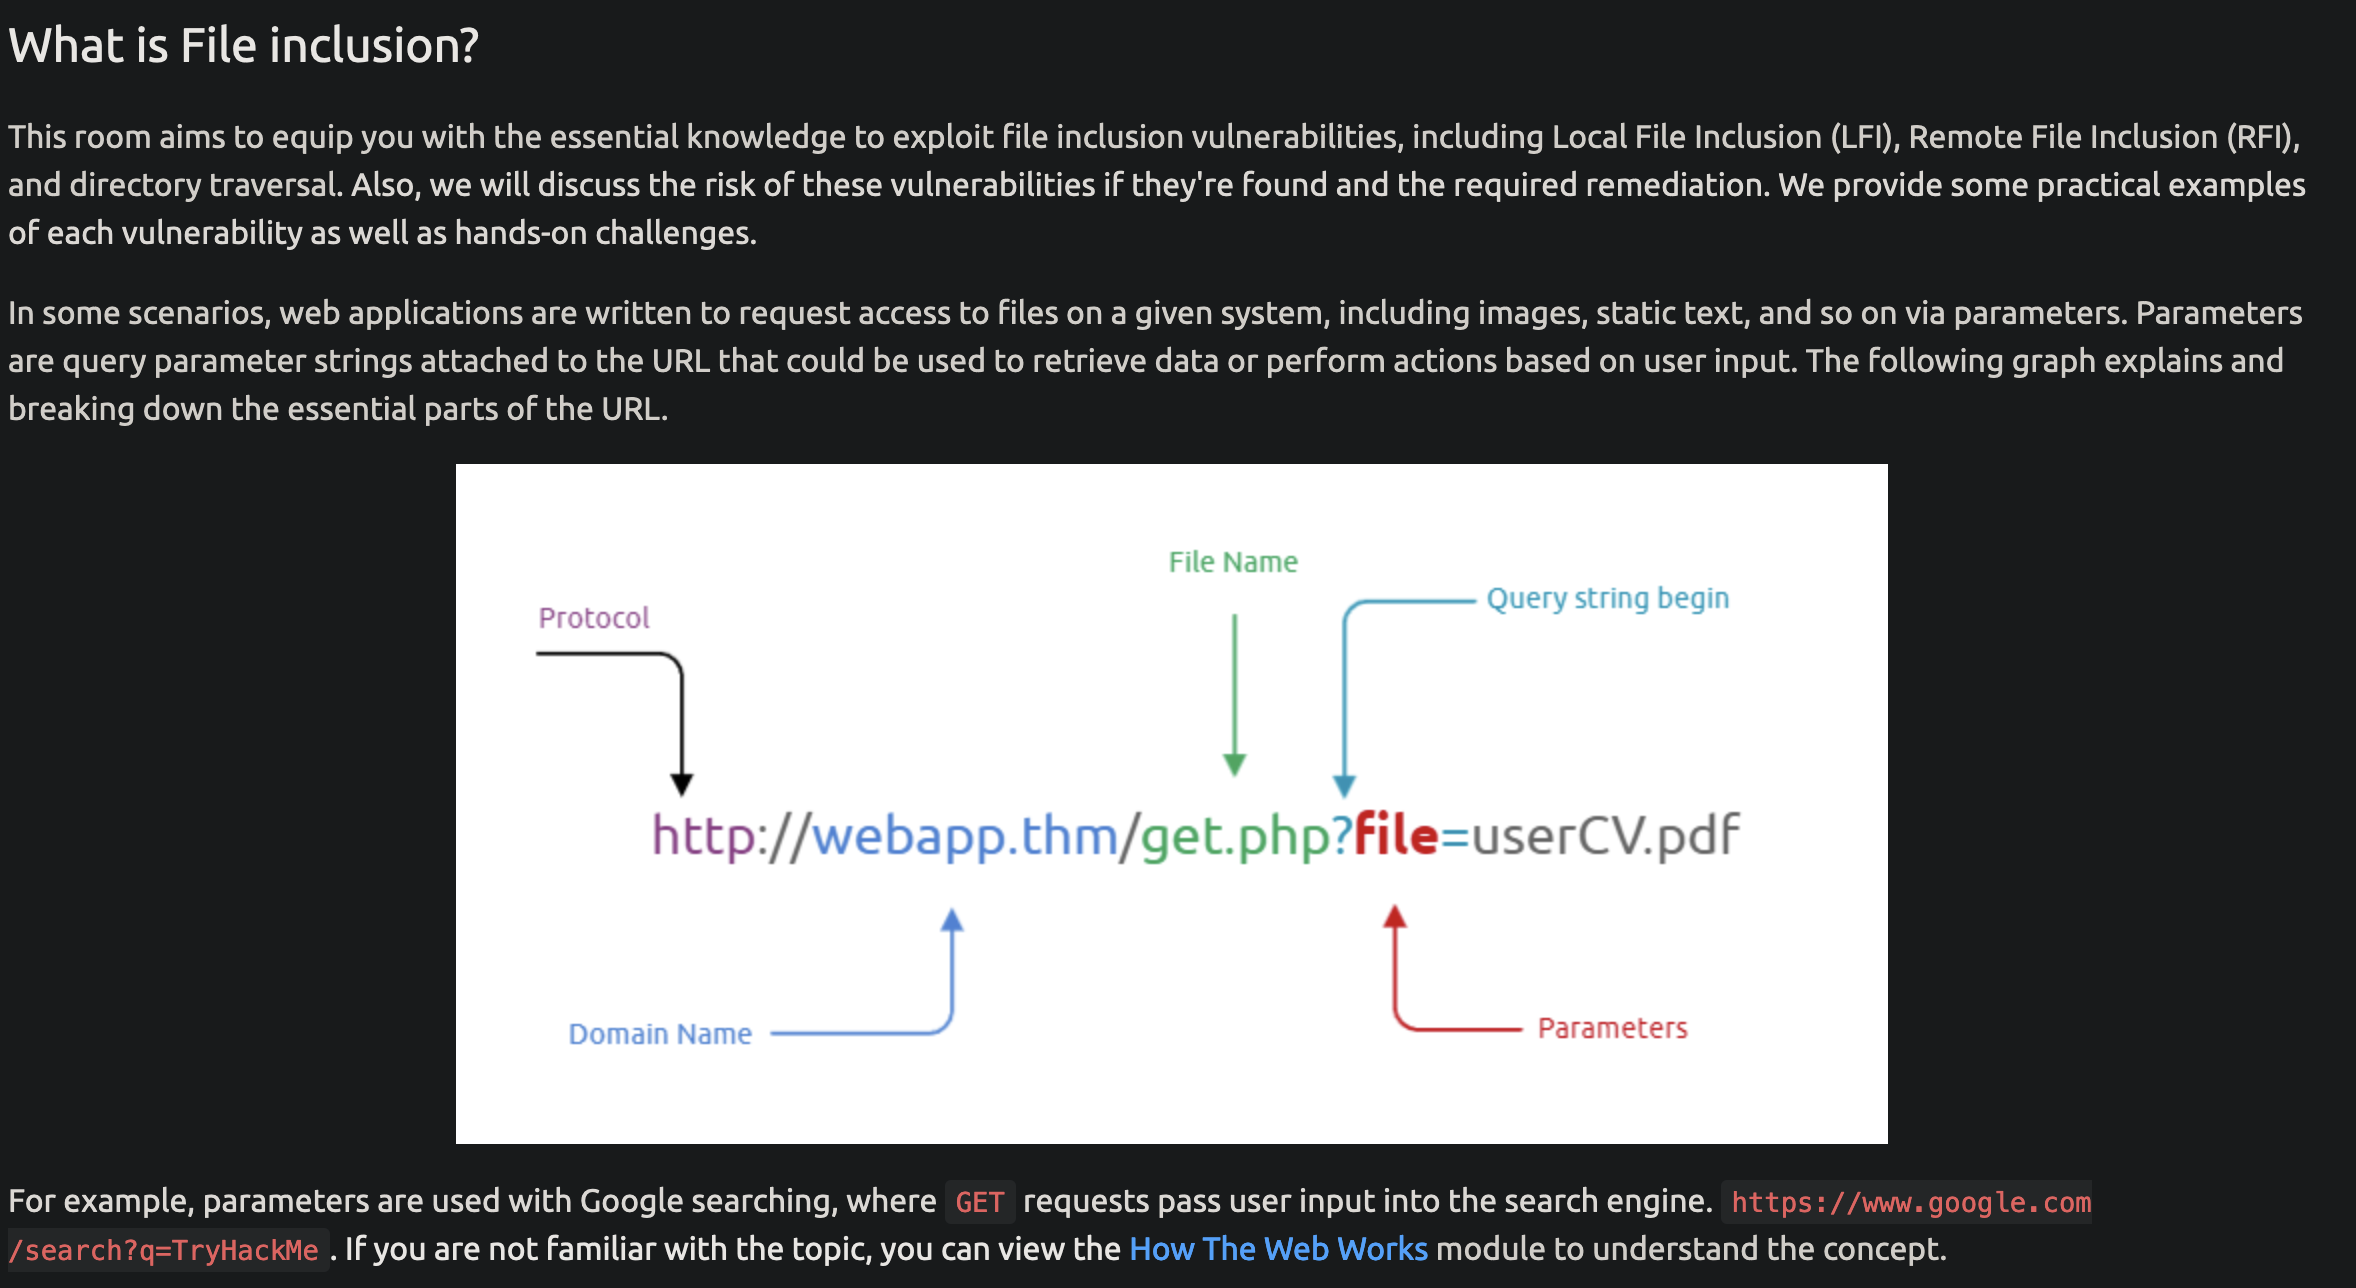 What is File inclusion?
This room aims to equip you with the essential knowledge to exploit file inclusion vulnerabilities, including Local File Inclusion (LFI), Remote File Inclusion (RFI),
and directory traversal. Also, we will discuss the risk of these vulnerabilities if they're found and the required remediation. We provide some practical examples
of each vulnerability as well as hands-on challenges.
In some scenarios, web applications are written to request access to files on a given system, including images, static text, and so on via parameters. Parameters
are query parameter strings attached to the URL that could be used to retrieve data or perform actions based on user input. The following graph explains and
breaking down the essential parts of the URL.
File Name
Query string begin
Protocol
http://webapp.thm/get.php?file=userCV.pdf
Domain Name
Parameters
For example, parameters are used with Google searching, where GET requests pass user input into the search engine. https://www.google.com
/search?q=TryHackMe . If you are not familiar with the topic, you can view the How The Web Works module to understand the concept.